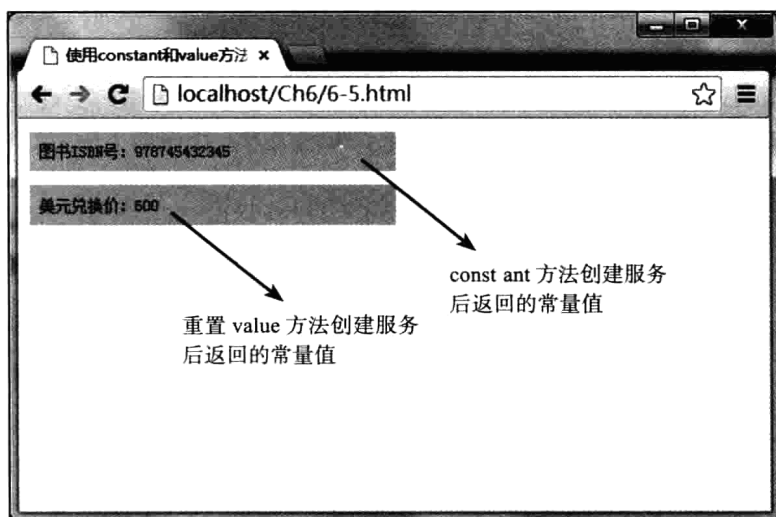 使用constant和value方法
localhost/Ch6/6-5.html
图书ISBN号：978745432345
美元兑换价：600
const ant 方法创建服务
后返回的常量值
重置 value 方法创建服务
后返回的常量值